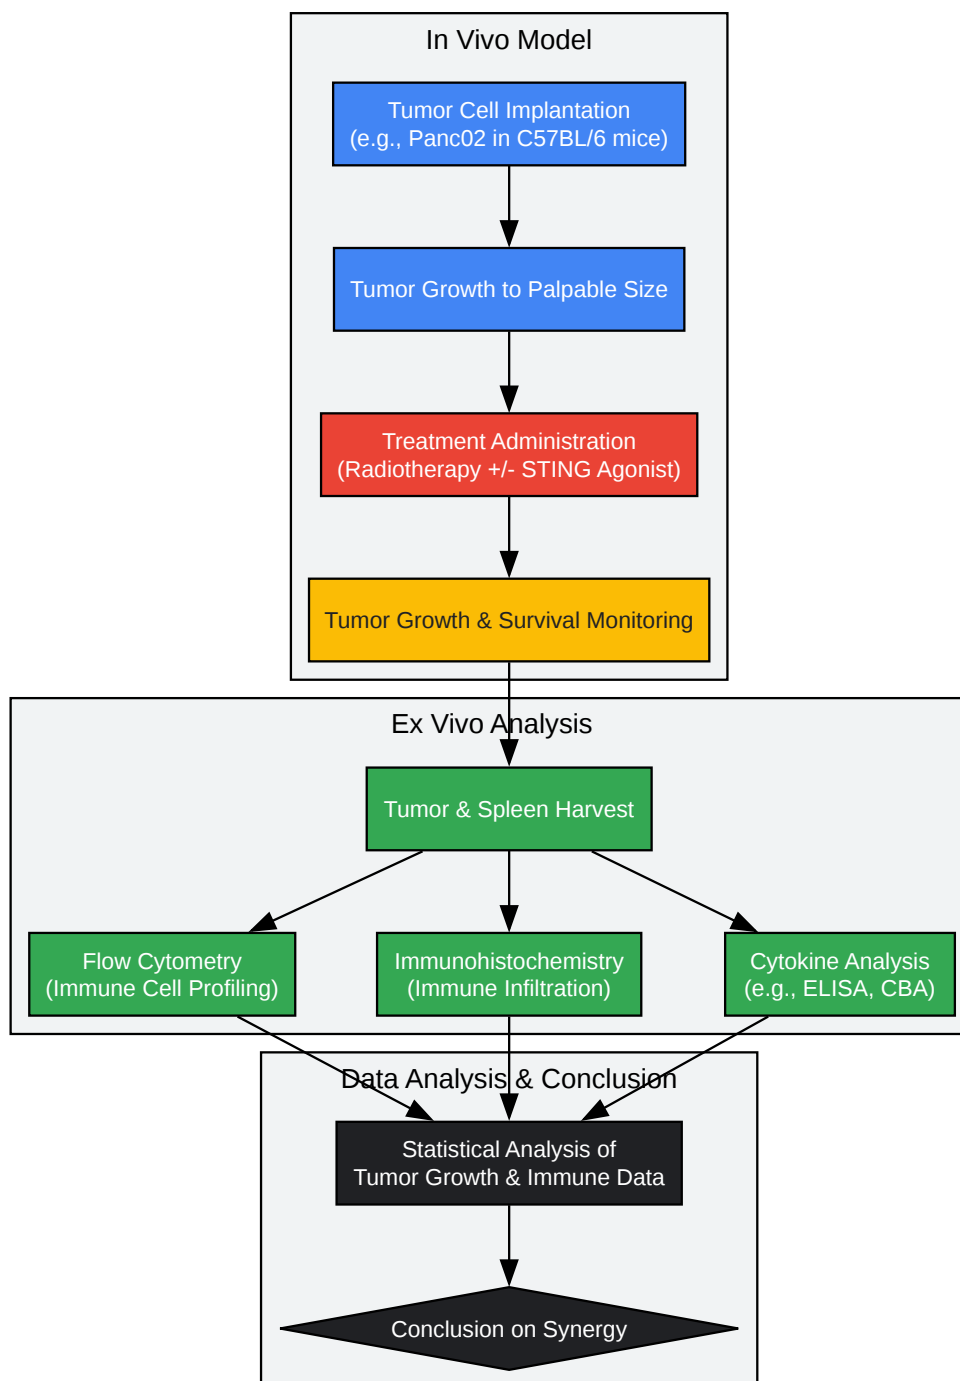 In Vivo Model
Tumor Cell Implantation
(e.g., Panc02 in C57BL/6 mice)
Tumor Growth to Palpable Size
Treatment Administration
(Radiotherapy +/- STING Agonist)
Tumor Growth & Survival Monitoring
Ex Vivo Analysis
Tumor & Spleen Harvest
Flow Cytometry
(Immune Cell Profiling)
Immunohistochemistry
(Immune Infiltration)
Cytokine Analysis
(e.g., ELISA, CBA)
Data Analysis & Conclusion
Statistical Analysis of
Tumor Growth & Immune Data
Conclusion on Synergy